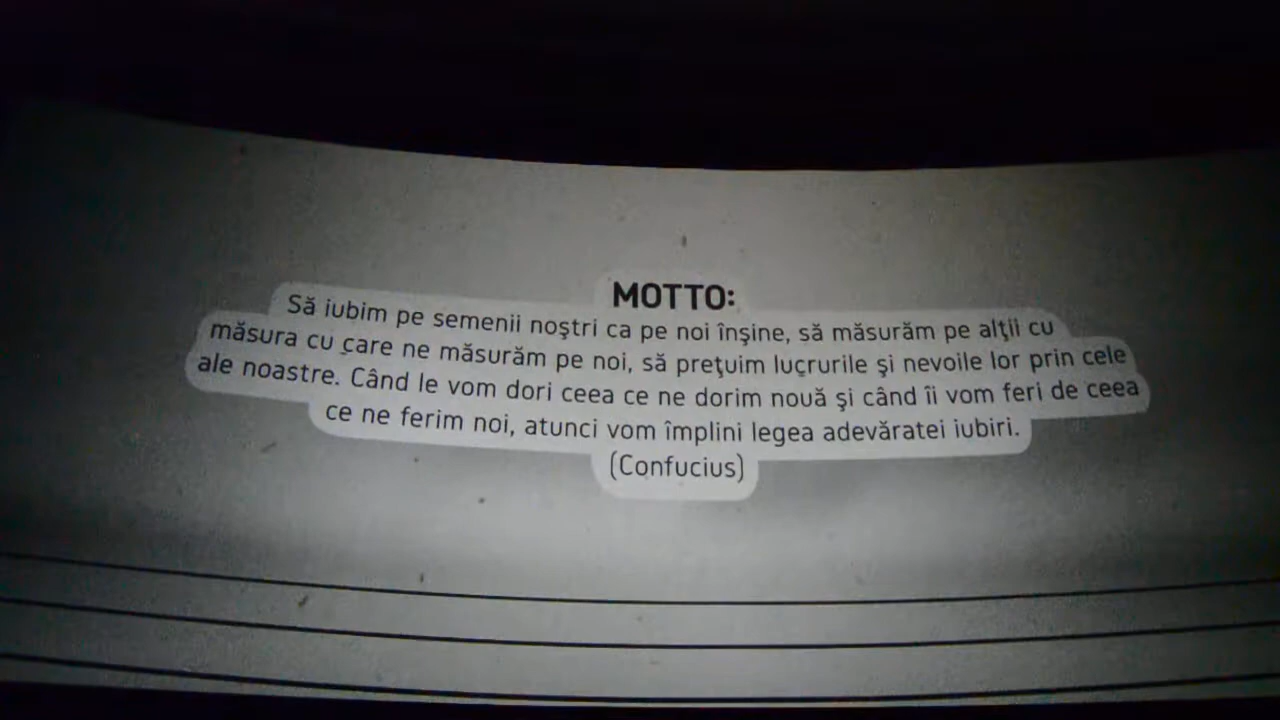 MOTTO:
Să iubim pe semenii noştri ca pe noi înşine, să măsurăm pe alţii cu
măsura cu care ne măsurăm pe noi, să preţuim lucrurile şi nevoile lor prin cele
ale noastre. Când le vom dori ceea ce ne dorim nouă şi când îi vom feri de ceea
ce ne ferim noi, atunci vom împlini legea adevăratei iubiri.
(Confucius)